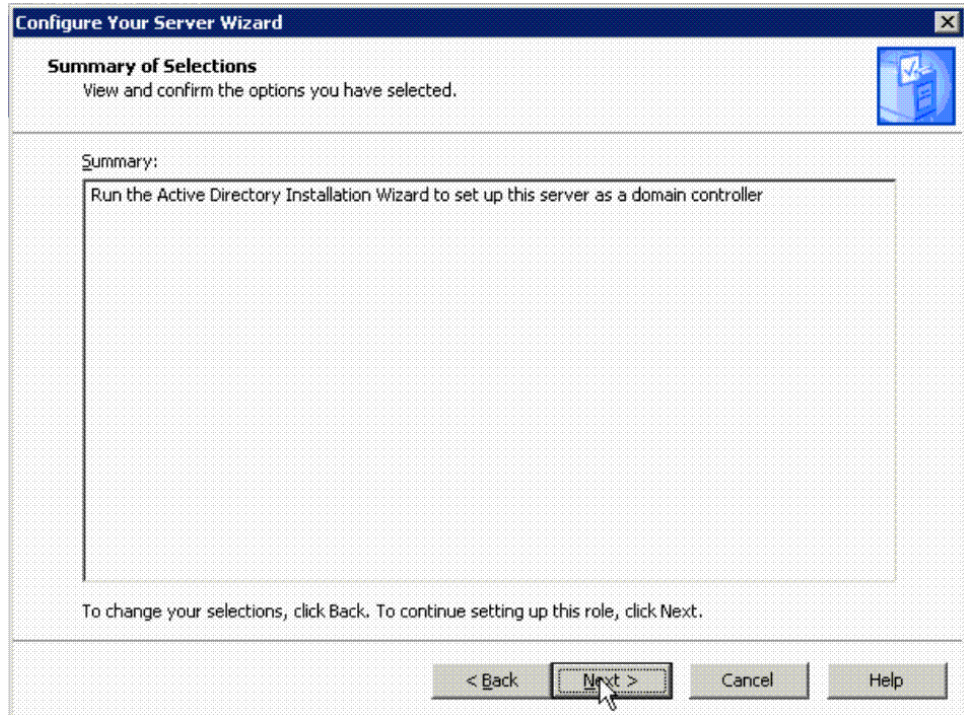 Configure Your Server Wizard
Summary of Selections
View and confirm the options you have selected.
Summary:
Run the Active Directory Installation Wizard to set up this server as a domain controller
To change your selections, click Back. To continue setting up this role, click Next.
< Back Next > Cancel Help